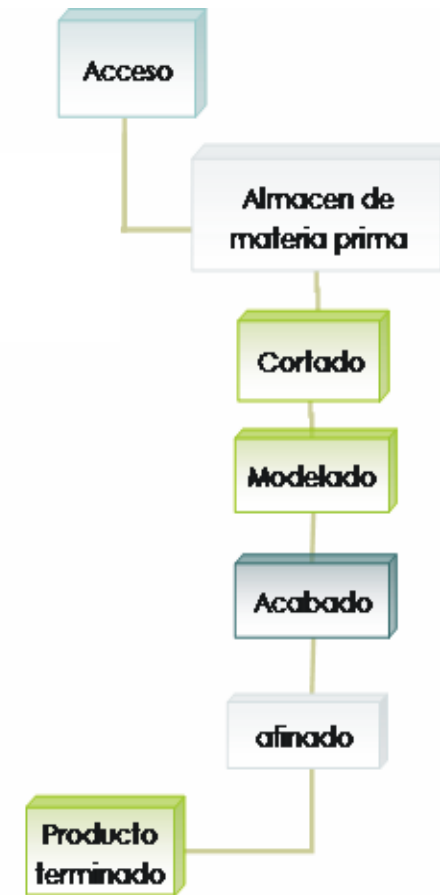 Acceso
Almacen de
materia prima
Cortado
Modelado
Acabado
afinado
Producto
terminado